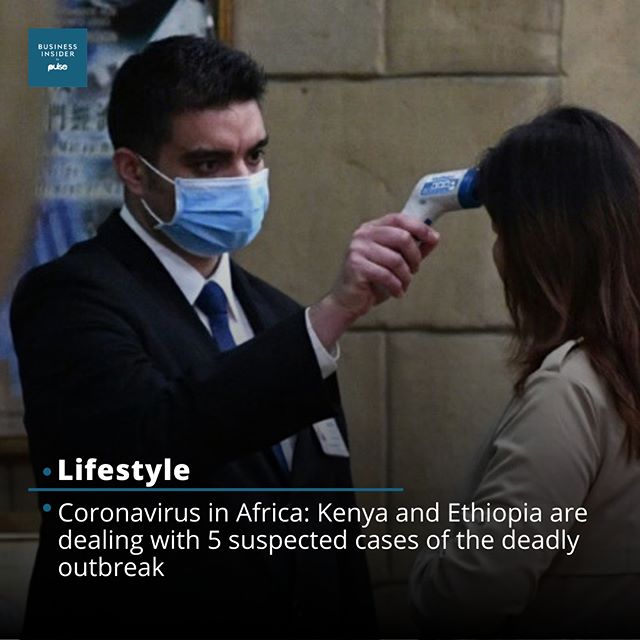 BUSINESS
INSIDER
by
pulse
Lifestyle
Coronavirus in Africa: Kenya and Ethiopia are
dealing with 5 suspected cases of the deadly
outbreak